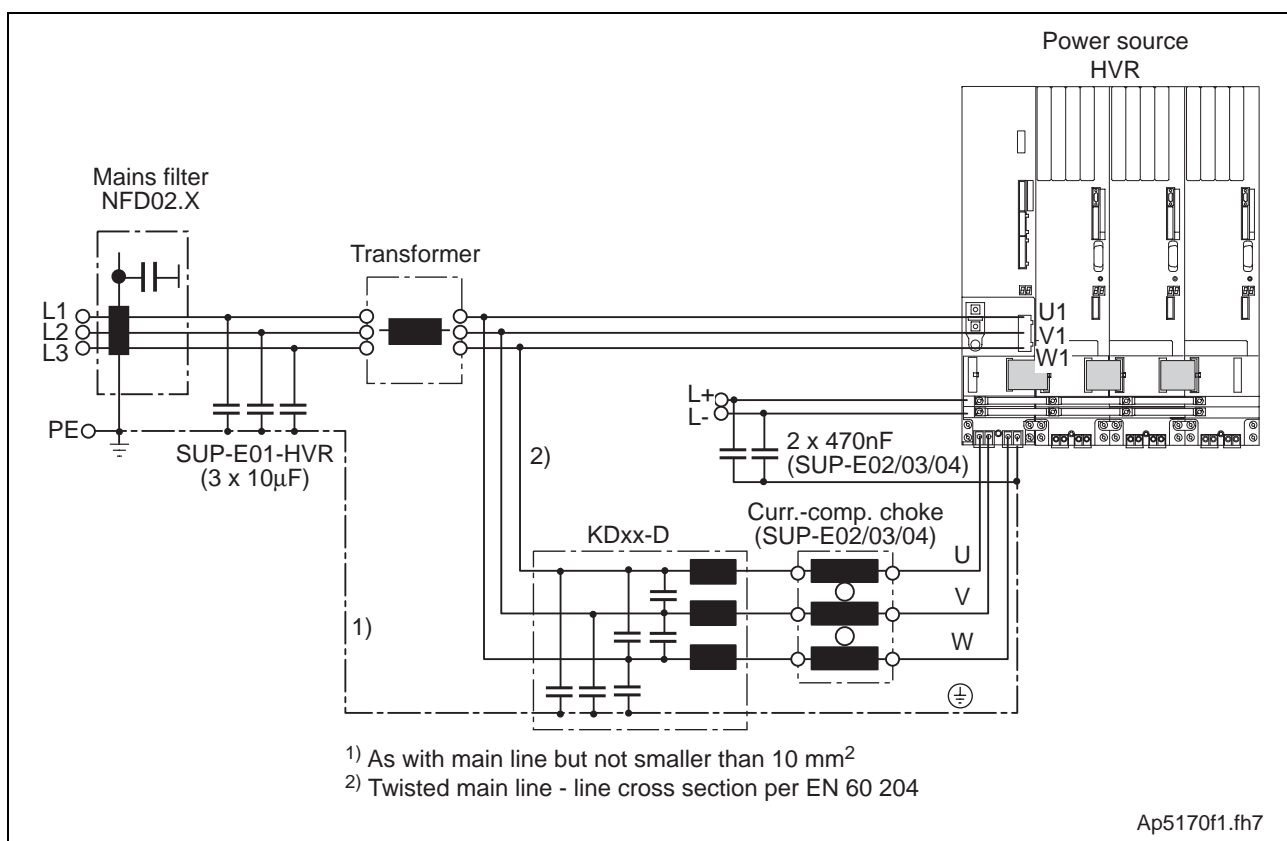 Power source
HVR
Mains filter
NFD02.X
Transformer
L1
L2
L3
U1
V1
W1
L+
L-
PE
SUP-E01-HVR
(3 x 10µF)
2)
2 x 470nF
(SUP-E02/03/04)
Curr.-comp. choke
(SUP-E02/03/04)
KDxx-D
U
V
W
1)
1) As with main line but not smaller than 10 mm2
2) Twisted main line - line cross section per EN 60 204
Ap5170f1.fh7